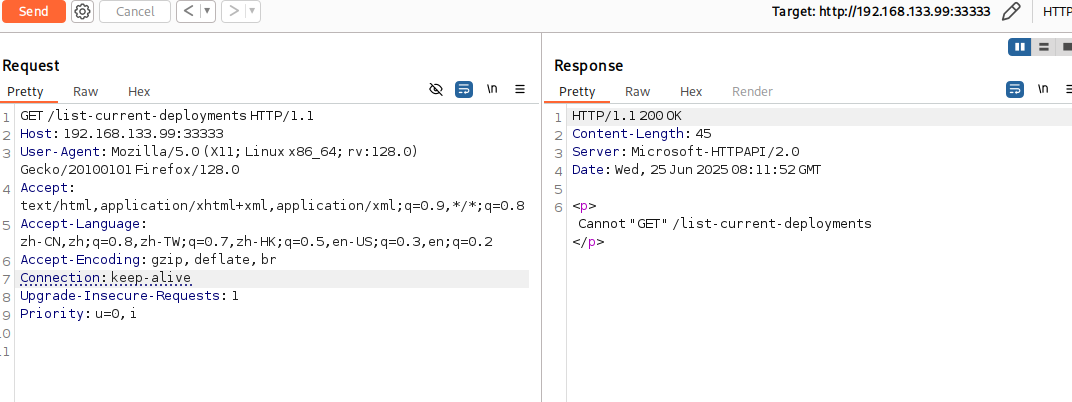 Send
Cancel
<
>
Target: http://192.168.133.99:33333
HTTP
Request
Pretty
Raw
Hex
\n
1 GET /list-current-deployments HTTP/1.1
2 Host: 192.168.133.99:33333
3 User-Agent: Mozilla/5.0 (X11; Linux x86_64; rv:128.0)
Gecko/20100101 Firefox/128.0
4 Accept:
text/html,application/xhtml+xml,application/xml;q=0.9,*/*;q=0.8
5 Accept-Language:
zh-CN,zh;q=0.8,zh-TW;q=0.7,zh-HK;q=0.5,en-US;q=0.3,en;q=0.2
6 Accept-Encoding: gzip, deflate, br
7 Connection: keep-alive
8 Upgrade-Insecure-Requests: 1
9 Priority: u=0, i
0
1
Response
Pretty
Raw
Hex
Render
\n
1 HTTP/1.1 200 OK
2 Content-Length: 45
3 Server: Microsoft-HTTPAPI/2.0
4 Date: Wed, 25 Jun 2025 08:11:52 GMT
5
6 <p>
Cannot "GET" /list-current-deployments
</p>